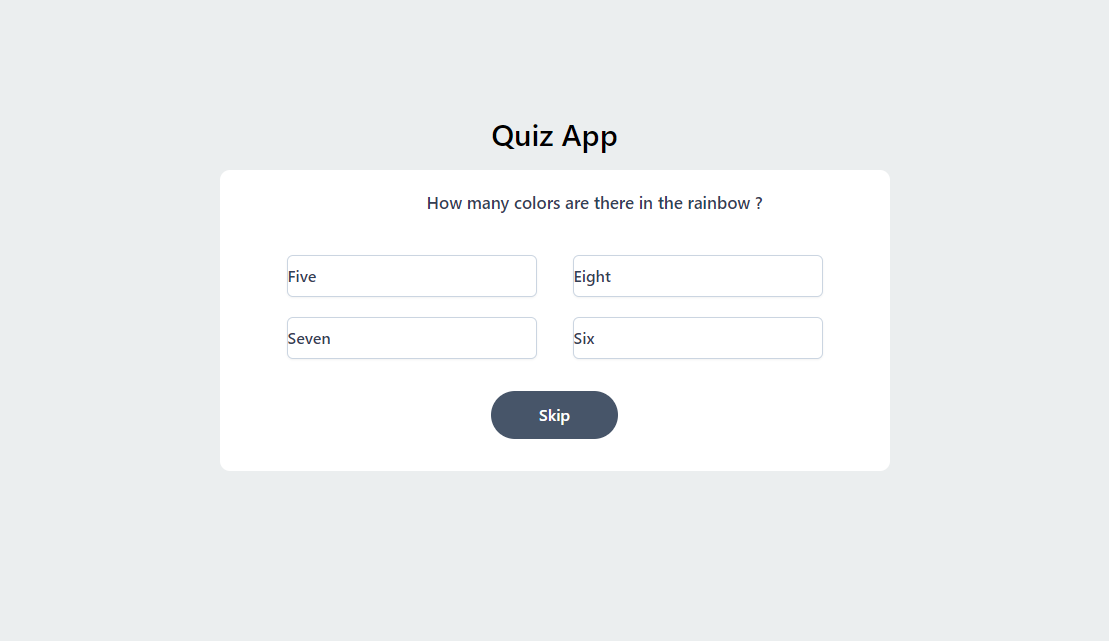 Quiz App
How many colors are there in the rainbow ?
Five
Eight
Seven
Six
Skip